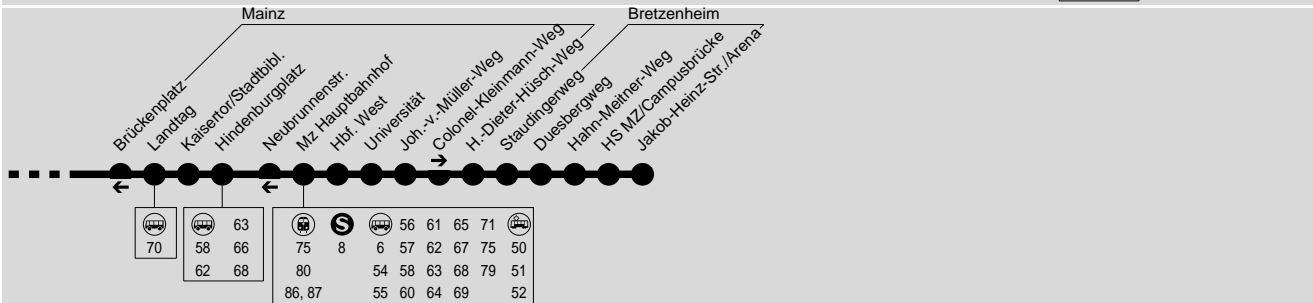 Mainz
Bretzenheim
Brückenplatz
Landtag
Kaisertor/Stadtbibl.
Hindenburgplatz
Neubrunnenstr.
Mz Hauptbahnhof
Hbf. West
Universität
Joh.-v.-Müller-Weg
Colonel-Kleinmann-Weg
H.-Dieter-Hüsch-Weg
Staudingerweg
Duesbergweg
Hahn-Meitner-Weg
HS MZ/Campusbrücke
Jakob-Heinz-Str./Arena
70
63
58 66
62 68
S 56 61 65 71
75 8 6 57 62 67 75 50
80 54 58 63 68 79 51
86, 87 55 60 64 69 52